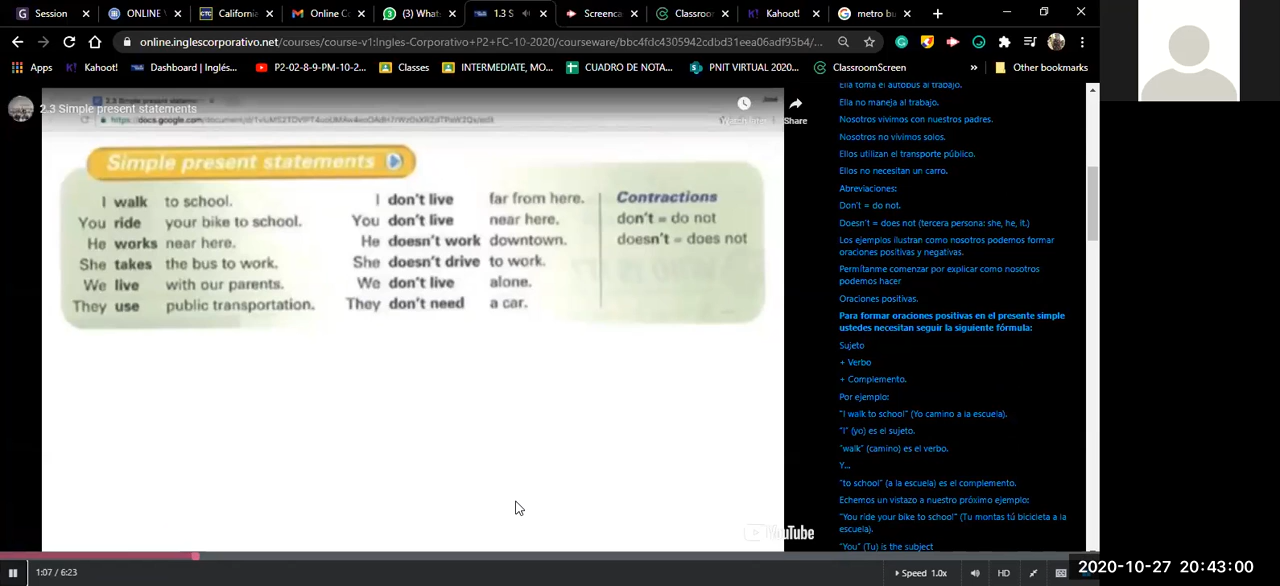 Session
ONLINE V
California
Online C
(3) What
1.3 S
Screenca
Classroo
Kahoot!
metro bu
online.inglescorporativo.net/courses/course-v1:Ingles-Corporativo+P2+FC-10-2020/courseware/bbc4fdc4305942cdbd31eea06adf95b4/...
Apps
Kahoot!
Dashboard | Inglés...
P2-02-8-9-PM-10-2...
Classes
INTERMEDIATE, MO...
CUADRO DE NOTA...
PNIT VIRTUAL 2020...
ClassroomScreen
»
Other bookmarks
2.3 Simple present statements
Share
Simple present statements
I walk to school.
You ride your bike to school.
He works near here.
She takes the bus to work.
We live with our parents.
They use public transportation.
I don't live far from here.
You don't live near here.
He doesn't work downtown.
She doesn't drive to work.
We don't live alone.
They don't need a car.
Contractions
don't = do not
doesn't = does not
YouTube
1:07 / 6:23
Speed 1.0x
HD
Ella toma el autobús al trabajo.
Ella no maneja al trabajo.
Nosotros vivimos con nuestros padres.
Nosotros no vivimos solos.
Ellos utilizan el transporte público.
Ellos no necesitan un carro.
Abreviaciones:
Don't = do not.
Doesn't = does not (tercera persona: she, he, it.)
Los ejemplos ilustran como nosotros podemos formar
oraciones positivas y negativas.
Permítanme comenzar por explicar como nosotros
podemos hacer
Oraciones positivas.
Para formar oraciones positivas en el presente simple
ustedes necesitan seguir la siguiente fórmula:
Sujeto
+ Verbo
+ Complemento.
Por ejemplo:
"I walk to school" (Yo camino a la escuela).
"I" (yo) es el sujeto.
"walk" (camino) es el verbo.
Y...
"to school" (a la escuela) es el complemento.
Echemos un vistazo a nuestro próximo ejemplo:
"You ride your bike to school" (Tu montas tú bicicleta a la
escuela).
"You" (Tu) is the subject
2020-10-27 20:43:00